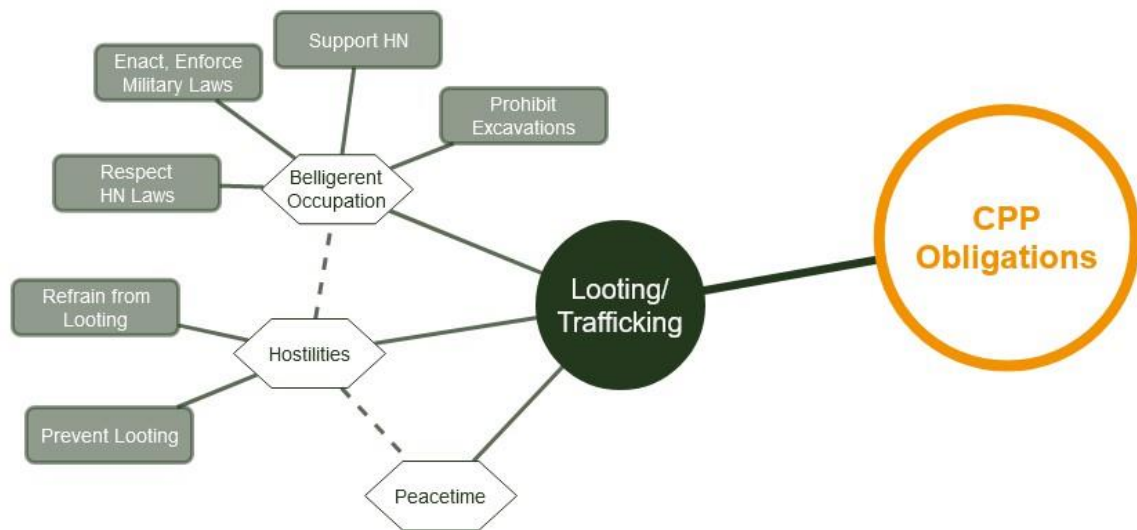 Support HN
Enact, Enforce
Military Laws
Prohibit
Excavations
Respect
HN Laws
Belligerent
Occupation
CPP
Obligations
Looting/
Trafficking
Refrain from
Looting
Hostilities
Prevent Looting
Peacetime